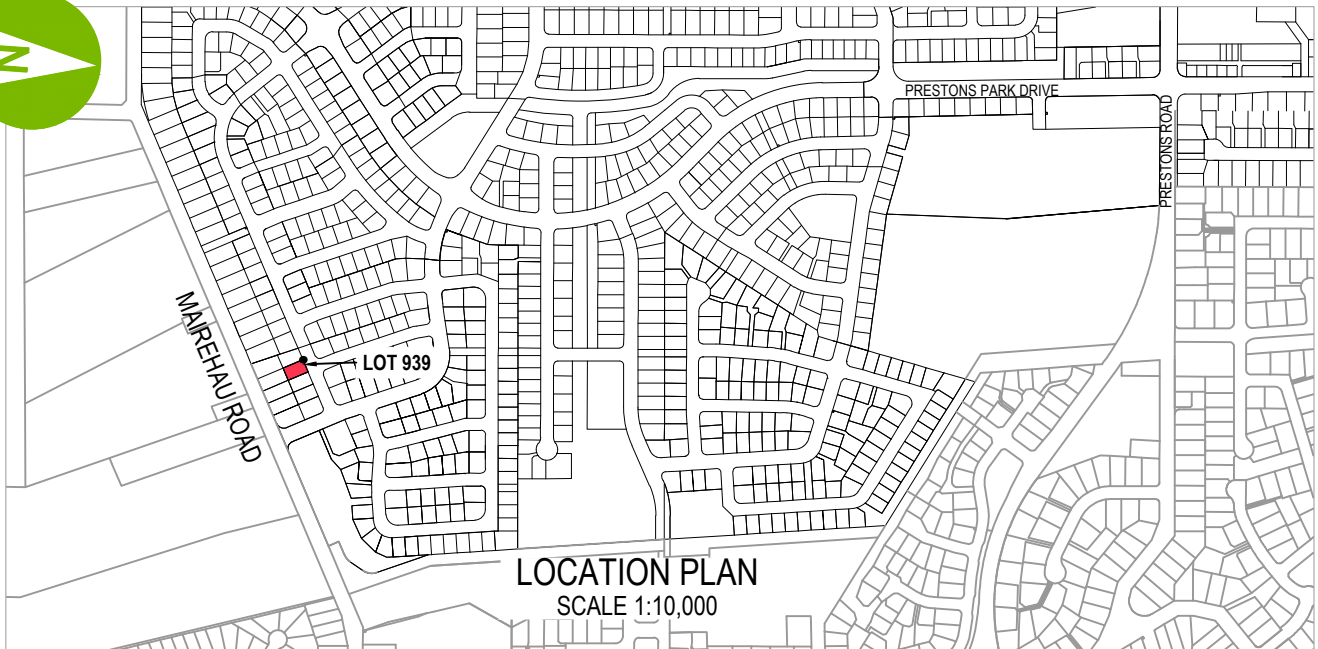 N
PRESTONS PARK DRIVE
PRESTONS ROAD
MAIREHAU ROAD
LOT 939
LOCATION PLAN
SCALE 1:10,000